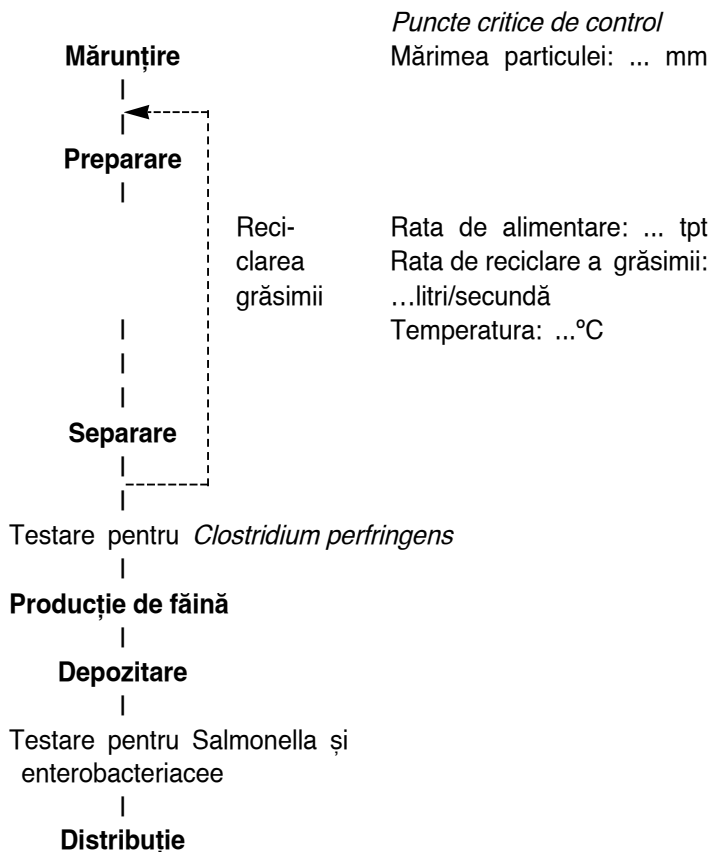 Puncte critice de control
Mărunțire
Mărimea particulei: ... mm
Preparare
Reci-
clarea
grăsimii
Rata de alimentare: ... tpt
Rata de reciclare a grăsimii:
…litri/secundă
Temperatura: ...ºC
Separare
Testare pentru Clostridium perfringens
Producție de făină
Depozitare
Testare pentru Salmonella și
enterobacteriacee
Distribuție